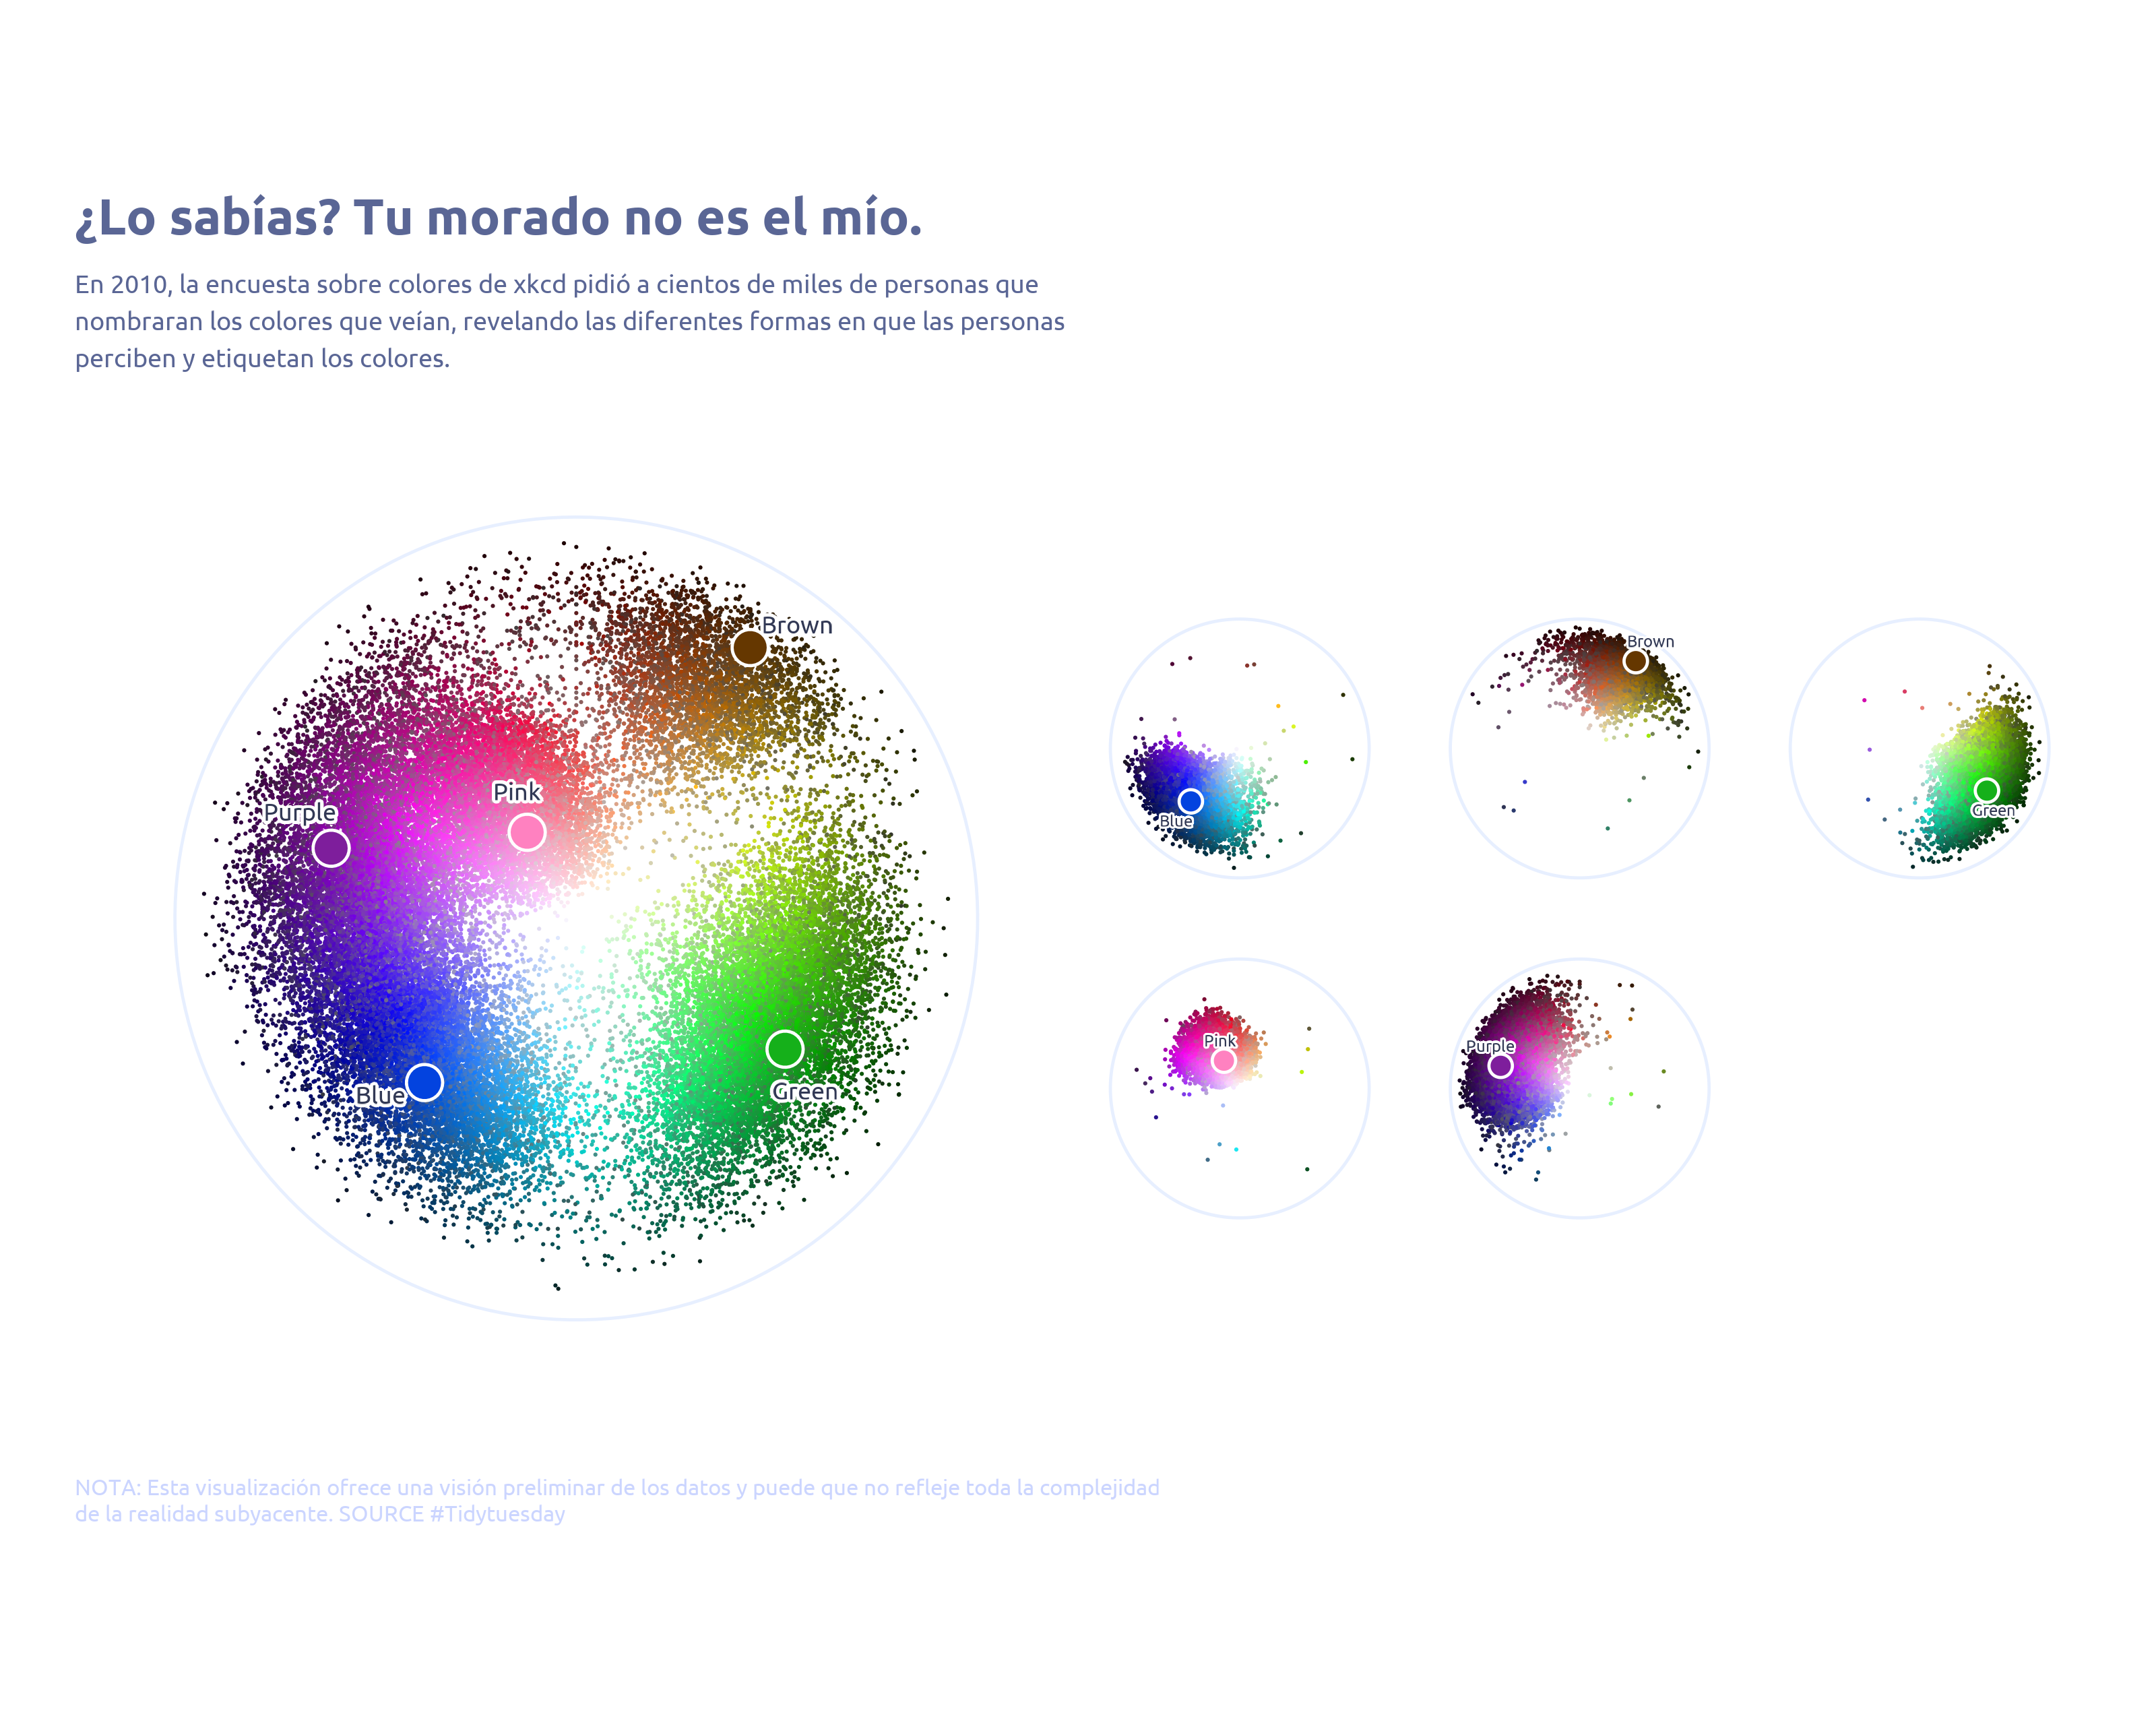 ¿Lo sabías? Tu morado no es el mío.
En 2010, la encuesta sobre colores de xkcd pidió a cientos de miles de personas que
nombraran los colores que veían, revelando las diferentes formas en que las personas
perciben y etiquetan los colores.
Brown
Pink
Purple
Blue
Green
Blue
Brown
Green
Pink
Purple
NOTA: Esta visualización ofrece una visión preliminar de los datos y puede que no refleje toda la complejidad
de la realidad subyacente. SOURCE #Tidytuesday